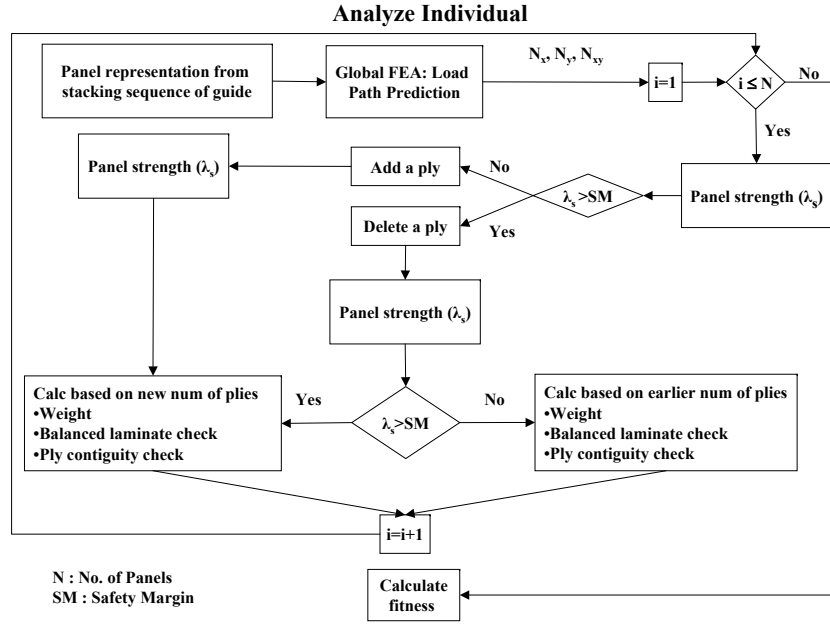 Analyze Individual
Panel representation from
stacking sequence of guide
Global FEA: Load
Path Prediction
Nx, Ny, Nxy
i=1
i ≤ N
No
Yes
Panel strength (λs)
λs>SM
No
Add a ply
Panel strength (λs)
Yes
Delete a ply
Panel strength (λs)
λs>SM
Yes
No
Calc based on new num of plies
•Weight
•Balanced laminate check
•Ply contiguity check
Calc based on earlier num of plies
•Weight
•Balanced laminate check
•Ply contiguity check
i=i+1
N : No. of Panels
SM : Safety Margin
Calculate
fitness